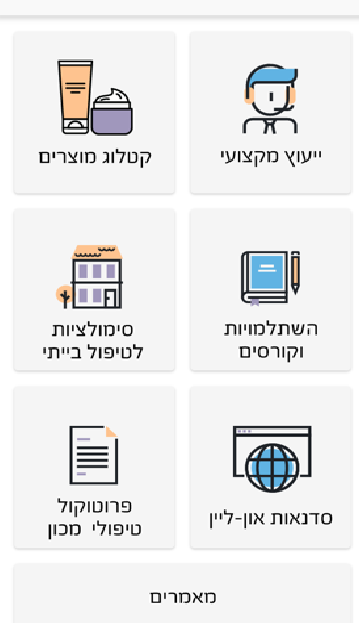 ייעוץ מקצועי
קטלוג מוצרים
השתלמויות
וקורסים
סימולציות
לטיפול בייתי
סדנאות און-ליין
פרוטוקול
טיפולי מכון
מאמרים